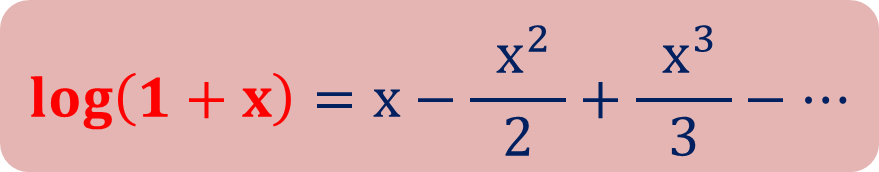 log(1 + x) = x − x²/2 + x³/3 − ⋯